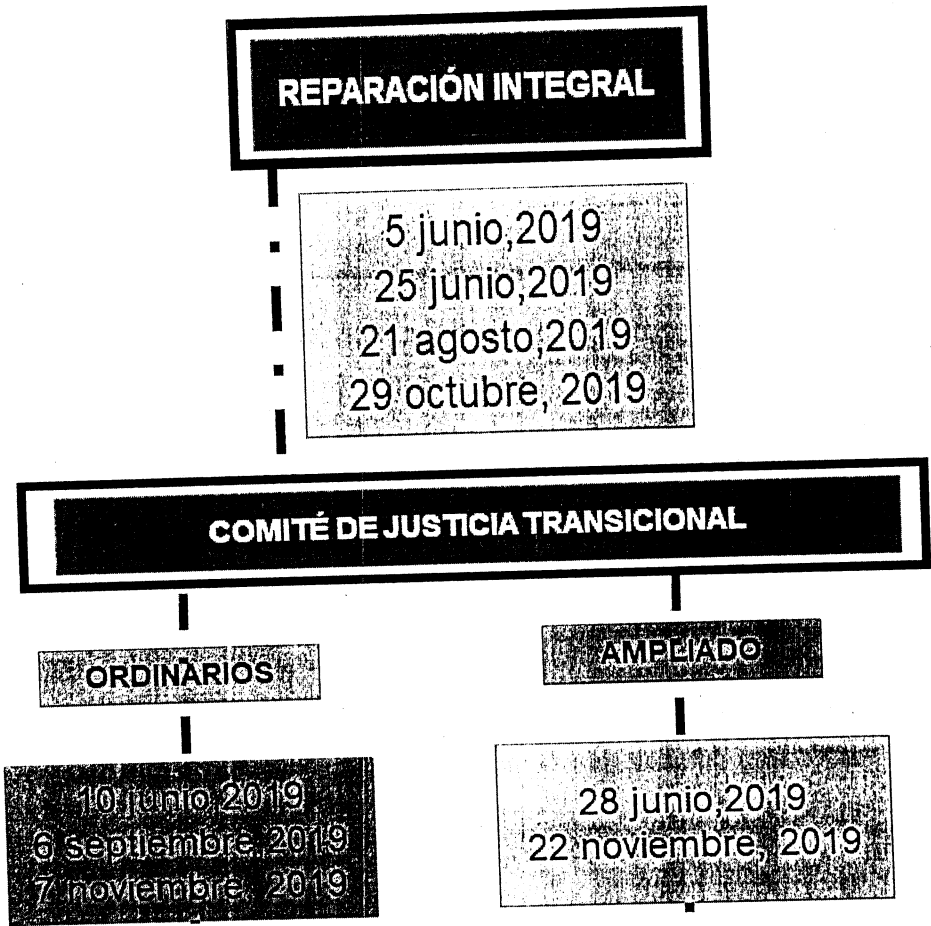 REPARACIÓN INTEGRAL
5 junio,2019
25 junio,2019
21 agosto,2019
29 octubre, 2019
COMITÉ DE JUSTICIA TRANSICIONAL
ORDINARIOS
AMPLIADO
10 junio,2019
6 septiembre,2019
7 noviembre, 2019
28 junio,2019
22 noviembre, 2019